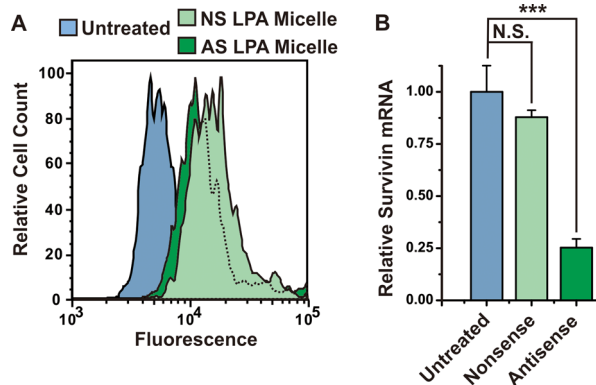 A
Untreated
NS LPA Micelle
AS LPA Micelle
Relative Cell Count
100
80
60
40
20
0
10³
10⁴
10⁵
Fluorescence
B
***
N.S.
Relative Survivin mRNA
1.00
0.75
0.50
0.25
0.00
Untreated
Nonsense
Antisense